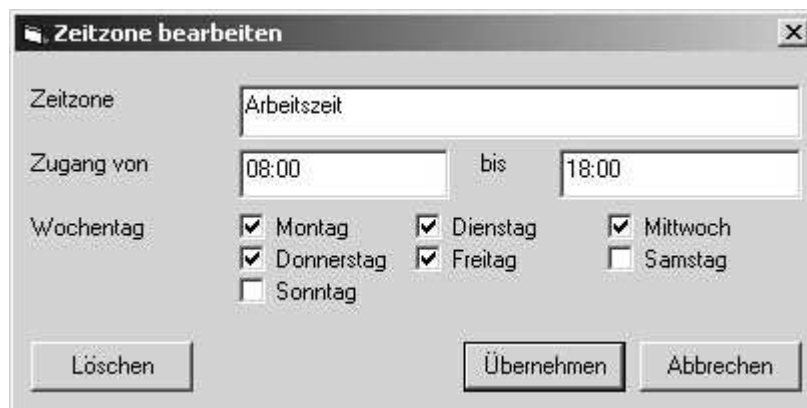 Zeitzone bearbeiten
Zeitzone Arbeitszeit
Zugang von 08:00 bis 18:00
Wochentag Montag Dienstag Mittwoch
Donnerstag Freitag Samstag
Sonntag
Löschen Übernehmen Abbrechen